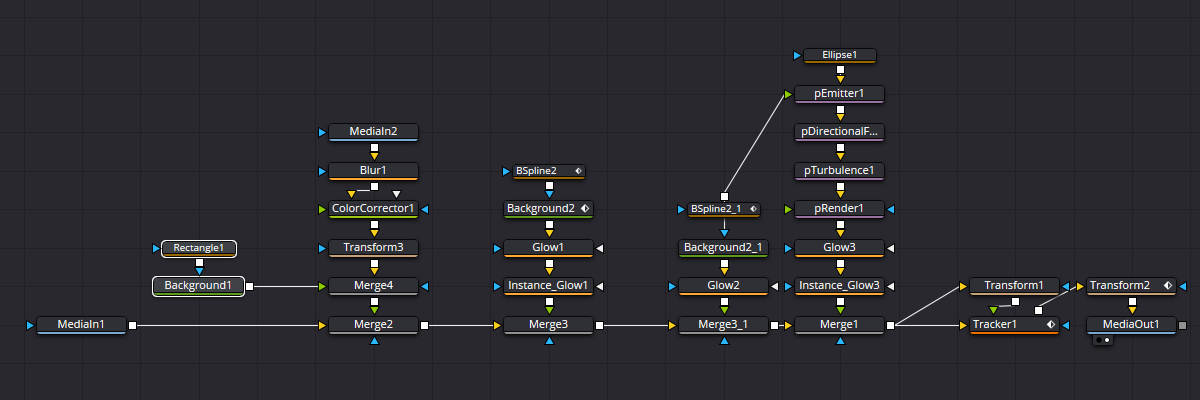 Ellipse1
pEmitter1
MediaIn2
pDirectionalF...
Blur1
BSpline2
pTurbulence1
ColorCorrector1
Background2
BSpline2_1
pRender1
Rectangle1
Transform3
Glow1
Background2_1
Glow3
Background1
Merge4
Instance_Glow1
Glow2
Instance_Glow3
Transform1
Transform2
MediaIn1
Merge2
Merge3
Merge3_1
Merge1
Tracker1
MediaOut1